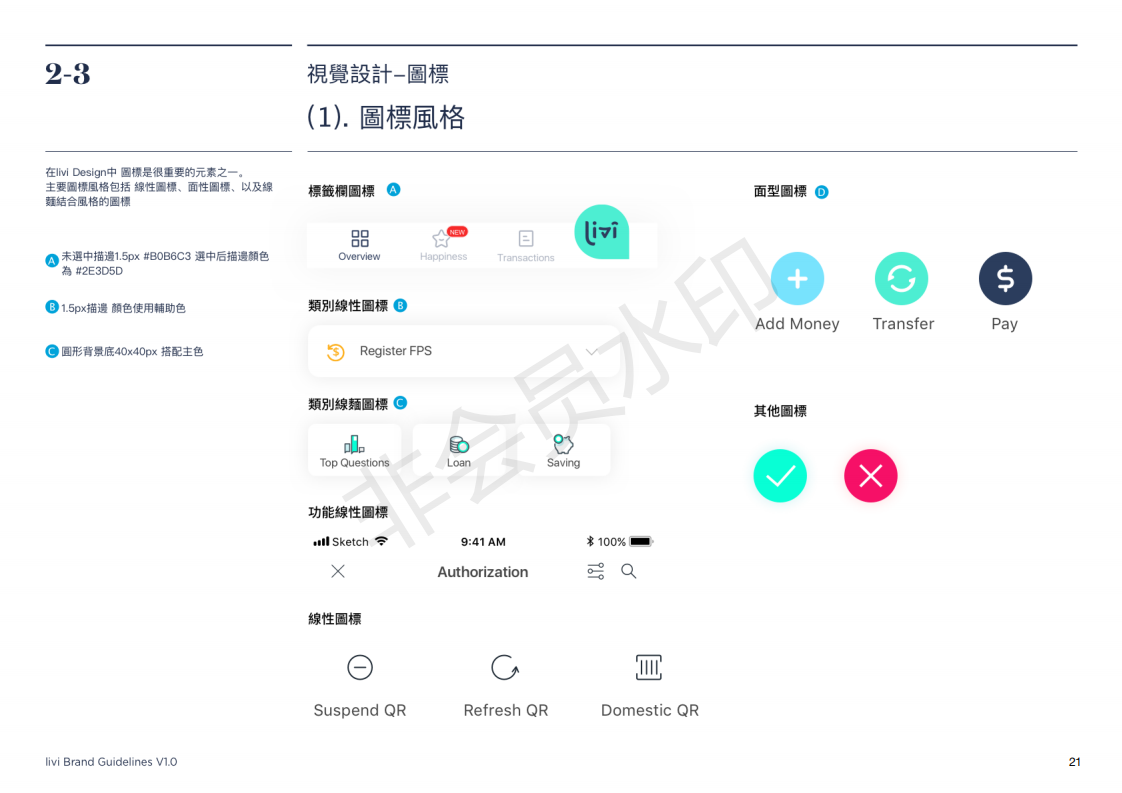 2-3
視覺設計–圖標
(1). 圖標風格
在livi Design中 圖標是很重要的元素之一。
主要圖標風格包括 線性圖標、面性圖標、以及線
麵結合風格的圖標
A 未選中描邊1.5px #B0B6C3 選中后描邊顏色
為 #2E3D5D
B 1.5px描邊 顏色使用輔助色
C 圓形背景底40x40px 搭配主色
標籤欄圖標 A
Overview
Happiness
NEW
Transactions
livi
類別線性圖標 B
Register FPS
類別線麵圖標 C
Top Questions
Loan
Saving
功能線性圖標
Sketch
9:41 AM
100%
Authorization
線性圖標
Suspend QR
Refresh QR
Domestic QR
面型圖標 D
Add Money
Transfer
$
Pay
其他圖標
非会员水印
livi Brand Guidelines V1.0
21